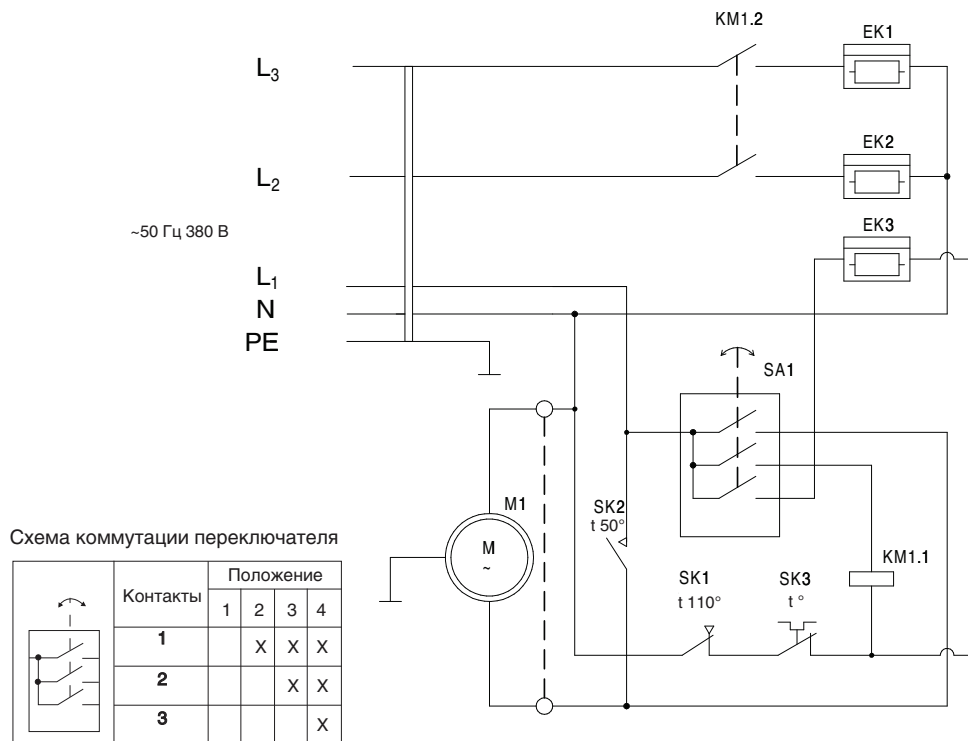 KM1.2
EK1
L₃
EK2
L₂
EK3
~50 Гц 380 В
L₁
N
PE
SA1
M1
SK2
t 50°
M
~
KM1.1
SK1
t 110°
SK3
t °
Схема коммутации переключателя
Контакты
Положение
1 2 3 4
1 X X X
2 X X
3 X